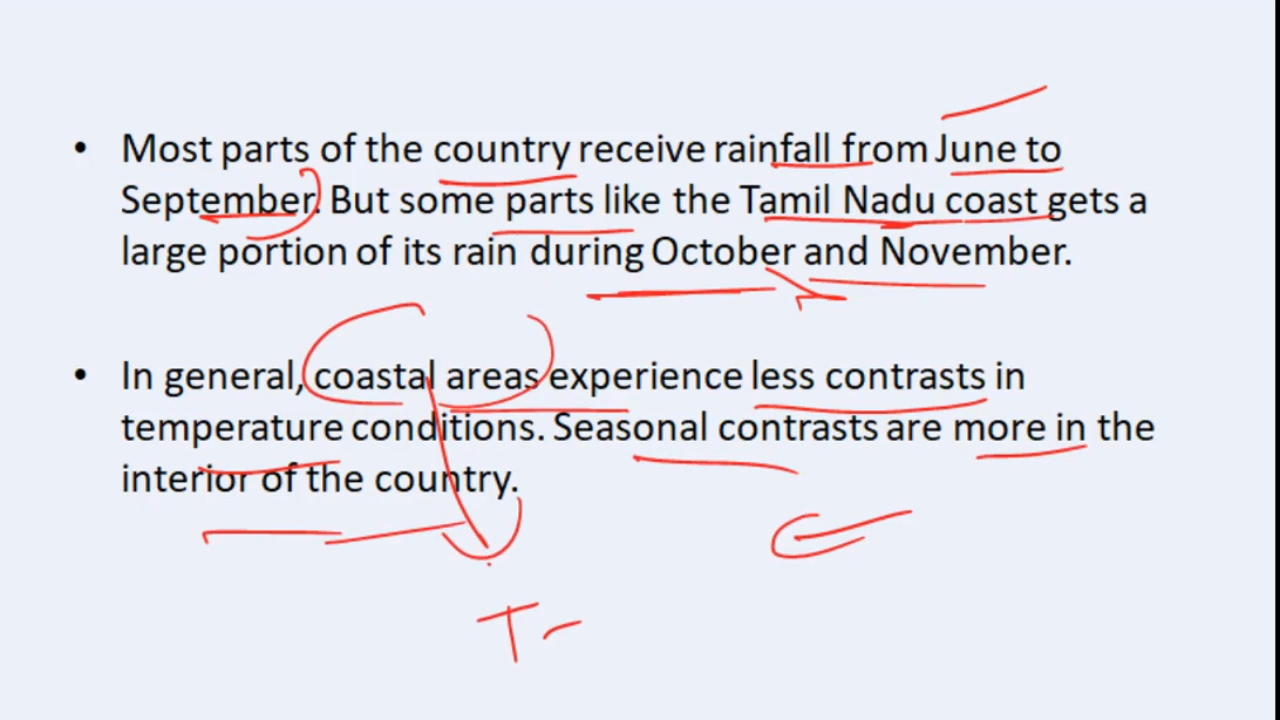 • Most parts of the country receive rainfall from June to
September. But some parts like the Tamil Nadu coast gets a
large portion of its rain during October and November.
• In general, coastal areas experience less contrasts in
temperature conditions. Seasonal contrasts are more in the
interior of the country.
T